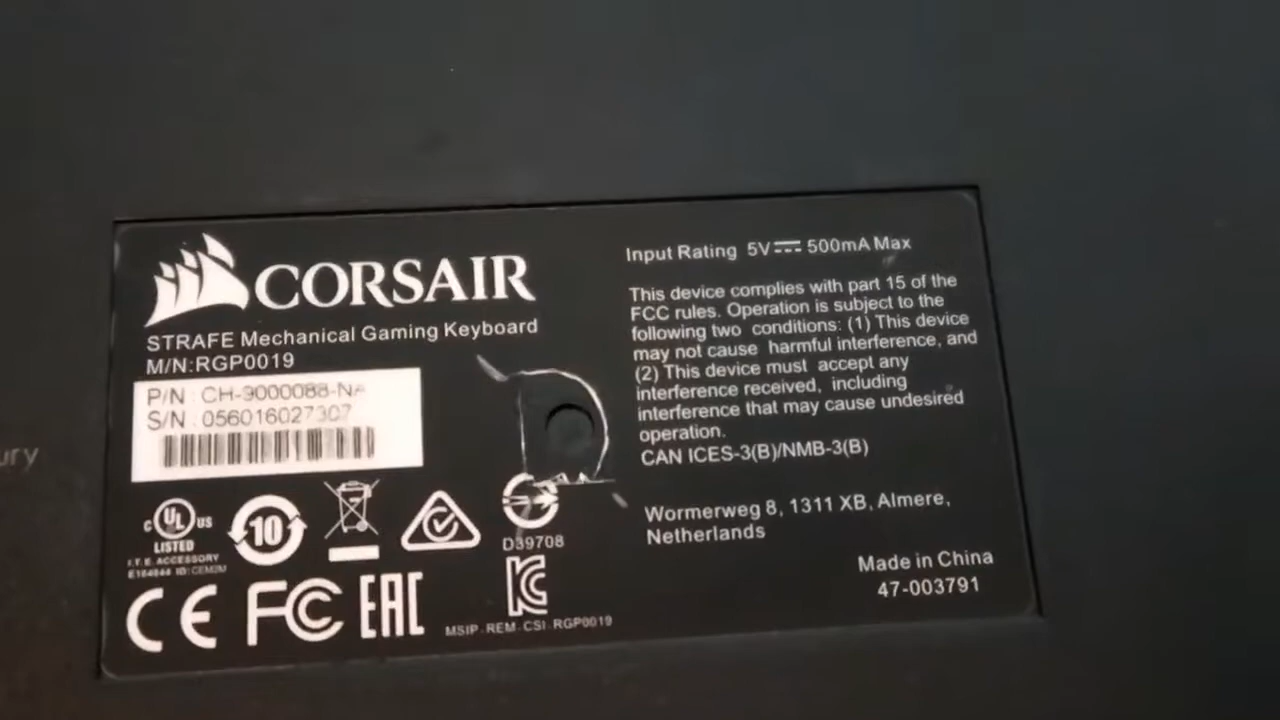 CORSAIR
STRAFE Mechanical Gaming Keyboard
M/N:RGP0019
P/N : CH-9000088-NA
S/N : 056016027307
Input Rating 5V 500mA Max
This device complies with part 15 of the
FCC rules. Operation is subject to the
following two conditions: (1) This device
may not cause harmful interference, and
(2) This device must accept any
interference received, including
interference that may cause undesired
operation.
CAN ICES-3(B)/NMB-3(B)
Wormerweg 8, 1311 XB, Almere,
Netherlands
Made in China
47-003791
C UL US
LISTED
I.T.E. ACCESSORY
E164844 ID:CEM2M
10
D39708
CE FC EAC
KC
MSIP-REM-CSI-RGP0019